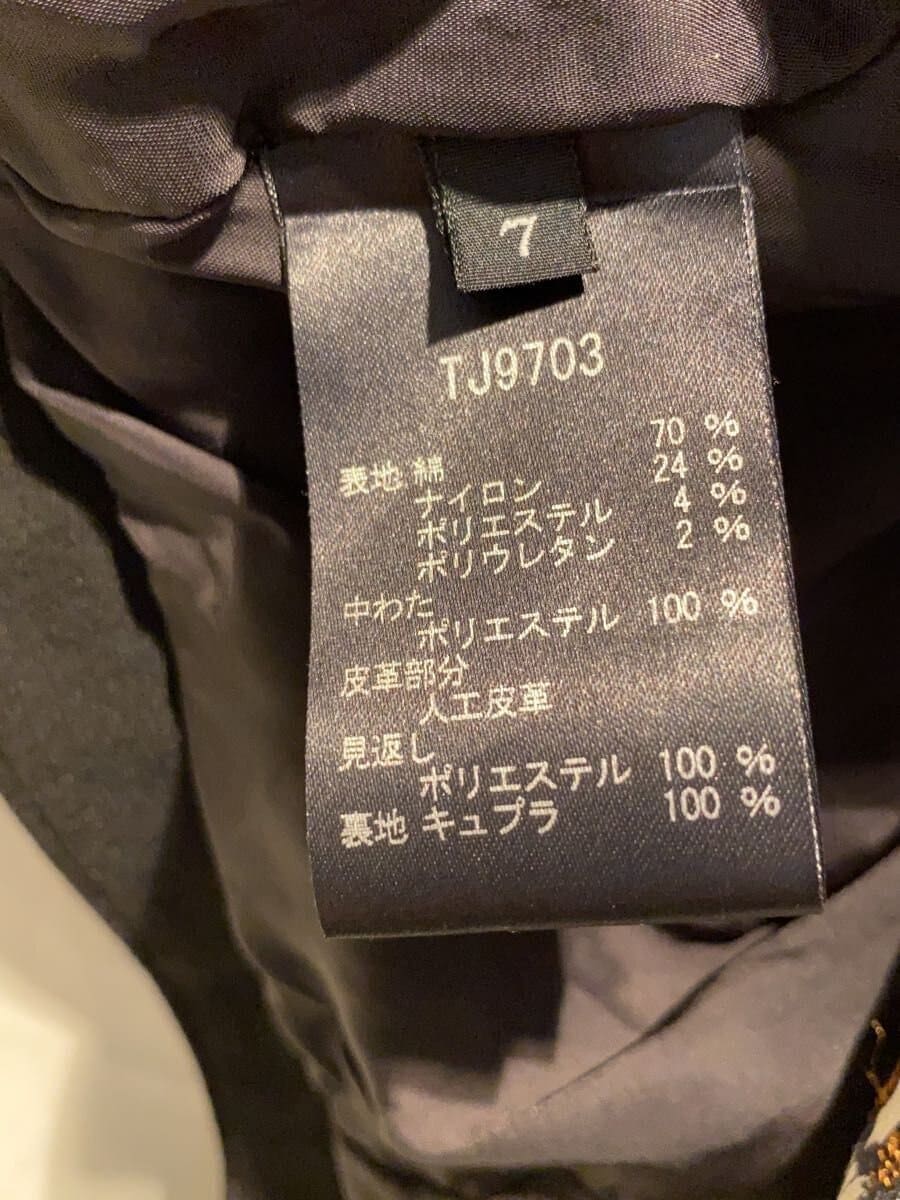 7
TJ9703
表地 綿 70 %
ナイロン 24 %
ポリエステル 4 %
ポリウレタン 2 %
中わた
ポリエステル 100 %
皮革部分
人工皮革
見返し
ポリエステル 100 %
裏地 キュプラ 100 %